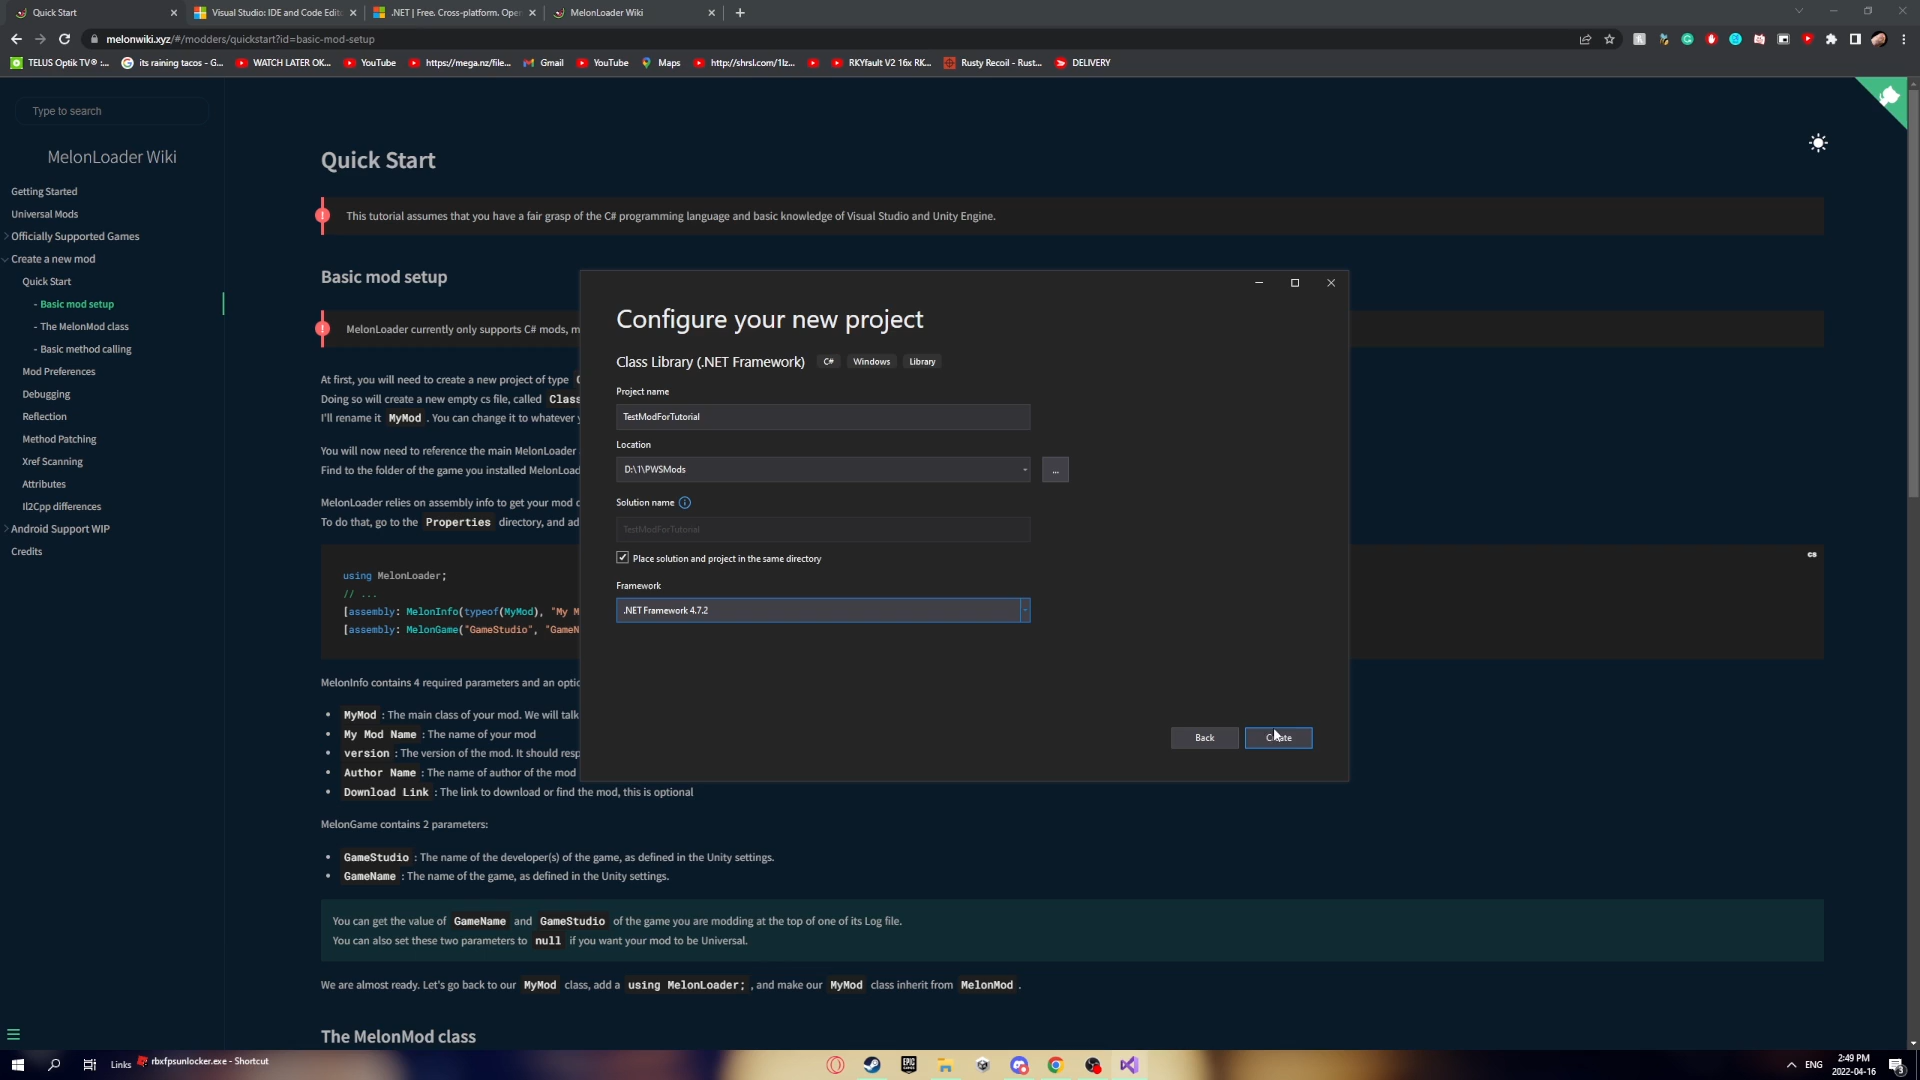 Quick Start
Visual Studio: IDE and Code Edit
.NET | Free. Cross-platform. Ope
MelonLoader Wiki
melonwiki.xyz/#/modders/quickstart?id=basic-mod-setup
TELUS Optik TV® :...
its raining tacos - G...
WATCH LATER OK...
YouTube
https://mega.nz/file...
Gmail
YouTube
Maps
http://shrsl.com/1lz...
RKYfault V2 16x RK...
Rusty Recoil - Rust...
DELIVERY
Type to search
MelonLoader Wiki
Getting Started
Universal Mods
Officially Supported Games
Create a new mod
Quick Start
- Basic mod setup
- The MelonMod class
- Basic method calling
Mod Preferences
Debugging
Reflection
Method Patching
Xref Scanning
Attributes
Il2Cpp differences
Android Support WIP
Credits
Quick Start
This tutorial assumes that you have a fair grasp of the C# programming language and basic knowledge of Visual Studio and Unity Engine.
Basic mod setup
MelonLoader currently only supports C# mods, m
At first, you will need to create a new project of type
Doing so will create a new empty cs file, called Class
I'll rename it MyMod . You can change it to whatever
You will now need to reference the main MelonLoader
Find to the folder of the game you installed MelonLoad
MelonLoader relies on assembly info to get your mod
To do that, go to the Properties directory, and ad
CS
using MelonLoader;
// ...
[assembly: MelonInfo(typeof(MyMod), "My M
[assembly: MelonGame("GameStudio", "GameN
MelonInfo contains 4 required parameters and an optio
MyMod : The main class of your mod. We will talk
My Mod Name : The name of your mod
version : The version of the mod. It should resp
Author Name : The name of author of the mod
Download Link : The link to download or find the mod, this is optional
MelonGame contains 2 parameters:
GameStudio : The name of the developer(s) of the game, as defined in the Unity settings.
GameName : The name of the game, as defined in the Unity settings.
You can get the value of GameName and GameStudio of the game you are modding at the top of one of its Log file.
You can also set these two parameters to null if you want your mod to be Universal.
We are almost ready. Let's go back to our MyMod class, add a using MelonLoader; , and make our MyMod class inherit from MelonMod .
The MelonMod class
Configure your new project
Class Library (.NET Framework) C# Windows Library
Project name
TestModForTutorial
Location
D:\1\PWSMods
...
Solution name
TestModForTutorial
Place solution and project in the same directory
Framework
.NET Framework 4.7.2
Back
Create
Links
rbxfpsunlocker.exe - Shortcut
EPIC GAMES
ENG
2:49 PM
2022-04-16
3